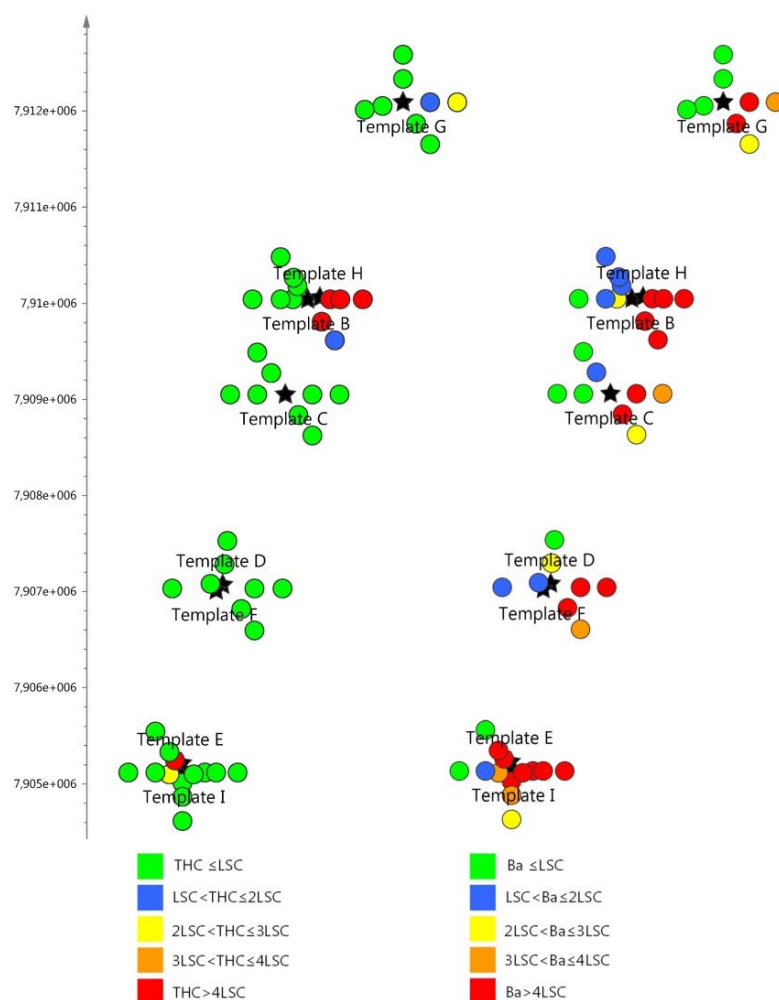 7,912e+006
Template G
Template G
7,911e+006
Template H
Template H
7,91e+006
Template B
Template B
7,909e+006
Template C
Template C
7,908e+006
Template D
Template D
7,907e+006
Template F
Template F
7,906e+006
Template E
Template E
7,905e+006
Template I
Template I
THC ≤LSC
Ba ≤LSC
LSC<THC≤2LSC
LSC<Ba≤2LSC
2LSC<THC≤3LSC
2LSC<Ba≤3LSC
3LSC<THC≤4LSC
3LSC<Ba≤4LSC
THC>4LSC
Ba>4LSC